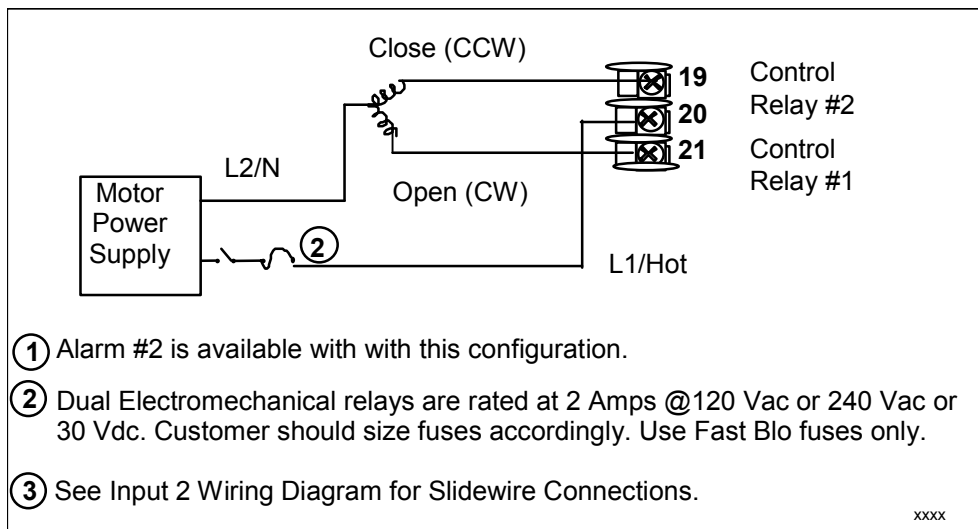 Close (CCW)
19
Control
Relay #2
20
21
Control
Relay #1
L2/N
Open (CW)
Motor
Power
Supply
2
L1/Hot
1 Alarm #2 is available with with this configuration.
2 Dual Electromechanical relays are rated at 2 Amps @120 Vac or 240 Vac or
30 Vdc. Customer should size fuses accordingly. Use Fast Blo fuses only.
3 See Input 2 Wiring Diagram for Slidewire Connections.
xxxx